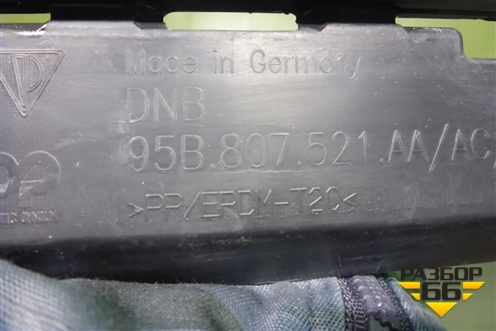 Made in Germany
DNB
95B.807.521.AA/AC
>PP/EPDM-T20<
РАЗБОР
66